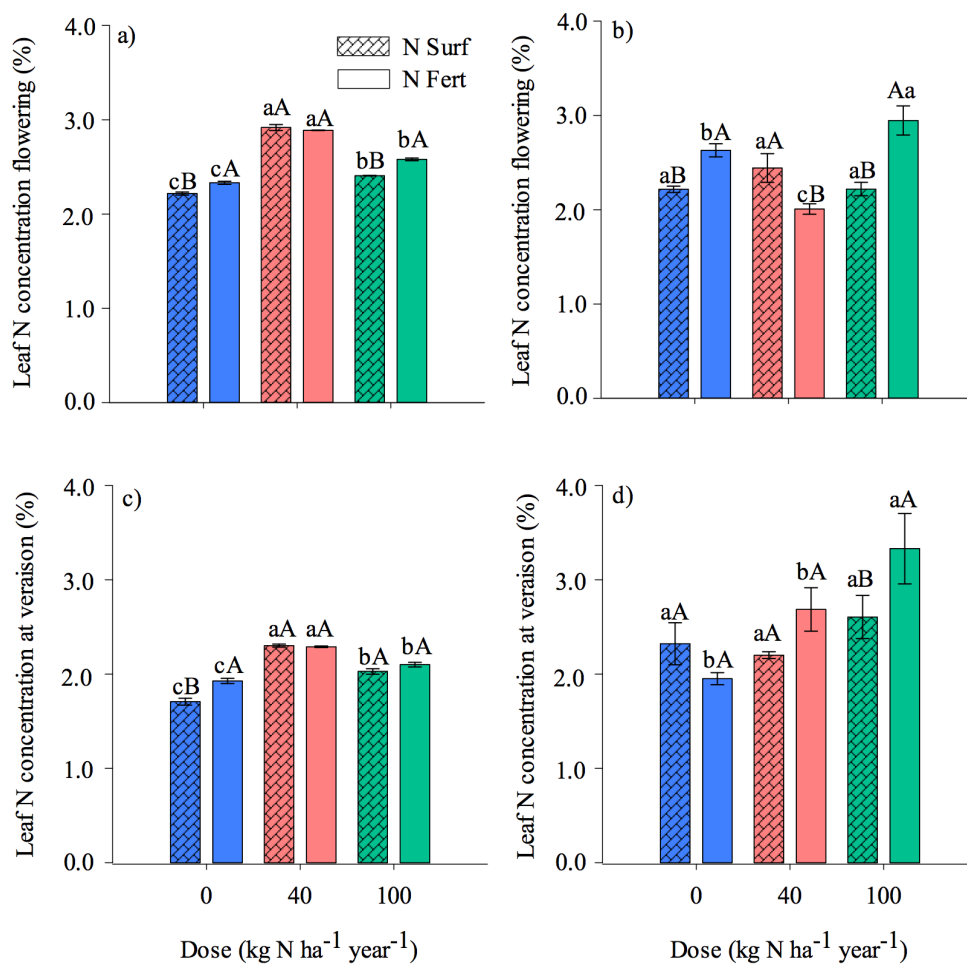 a)
N Surf
N Fert
Leaf N concentration flowering (%)
4.0
3.0
2.0
1.0
0.0
cB cA aA aA bB bA
b)
Leaf N concentration flowering (%)
4.0
3.0
2.0
1.0
0.0
aB bA aA cB aB Aa
c)
Leaf N concentration at veraison (%)
4.0
3.0
2.0
1.0
0.0
cB cA aA aA bA bA
0 40 100
Dose (kg N ha⁻¹ year⁻¹)
d)
Leaf N concentration at veraison (%)
4.0
3.0
2.0
1.0
0.0
aA bA aA bA aB aA
0 40 100
Dose (kg N ha⁻¹ year⁻¹)